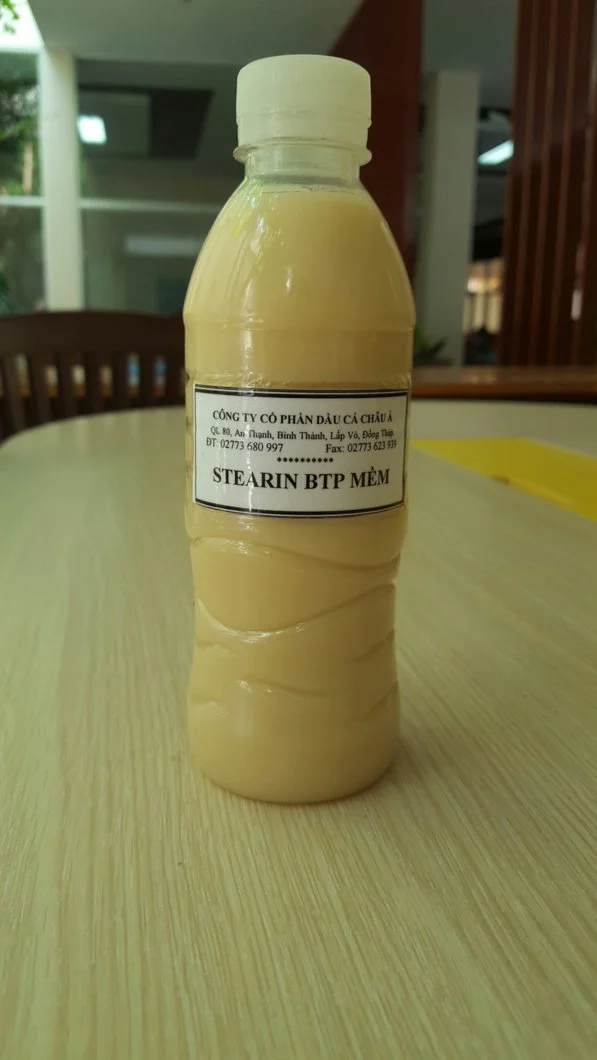 CÔNG TY CỔ PHẦN DẦU CÁ CHÂU Á
QL 80, An Thạnh, Bình Thành, Lấp Vò, Đồng Tháp.
ĐT: 02773 680 997 Fax: 02773 623 939
**********
STEARIN BTP MỀM